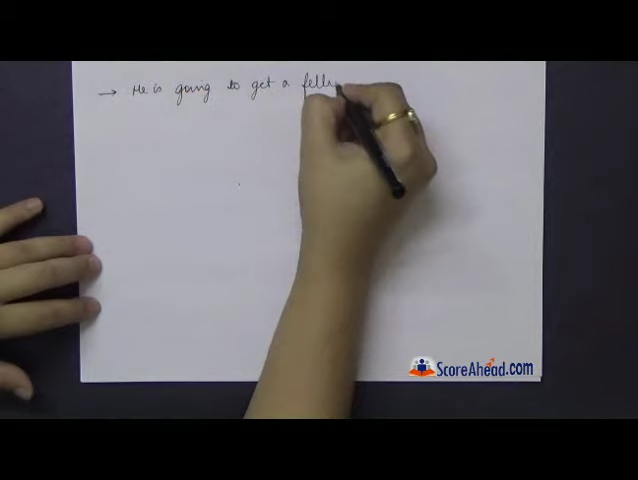 → He is going to get a fell
ScoreAhead.com